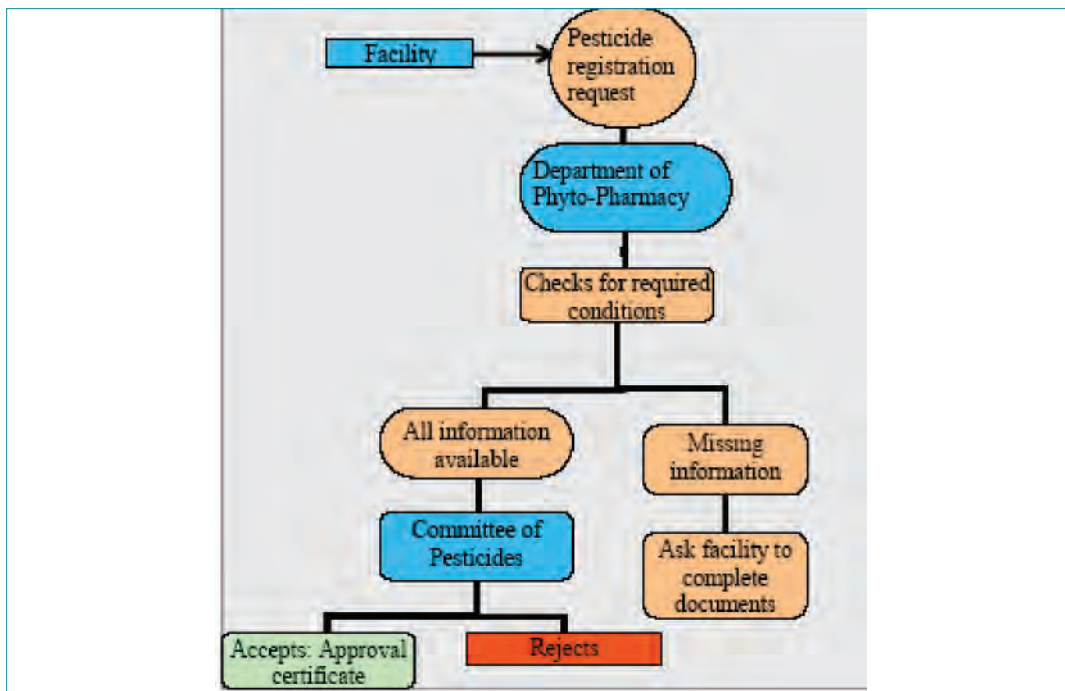 Facility
Pesticide
registration
request
Department of
Phyto-Pharmacy
Checks for required
conditions
All information
available
Missing
information
Committee of
Pesticides
Ask facility to
complete
documents
Accepts: Approval
certificate
Rejects